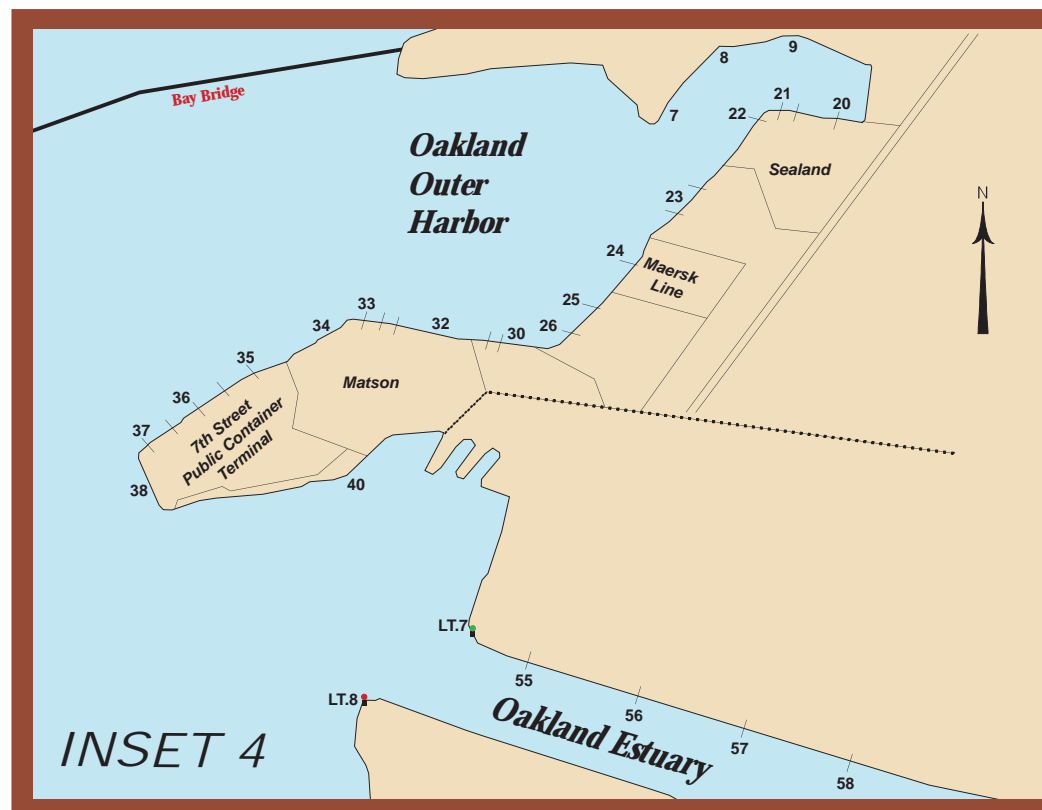 Bay Bridge
Oakland
Outer
Harbor
7
8
9
20
21
22
Sealand
23
24
Maersk
Line
25
26
N
30
32
33
34
Matson
35
36
37
38
7th Street
Public Container
Terminal
40
LT.7
LT.8
55
56
57
58
Oakland Estuary
INSET 4